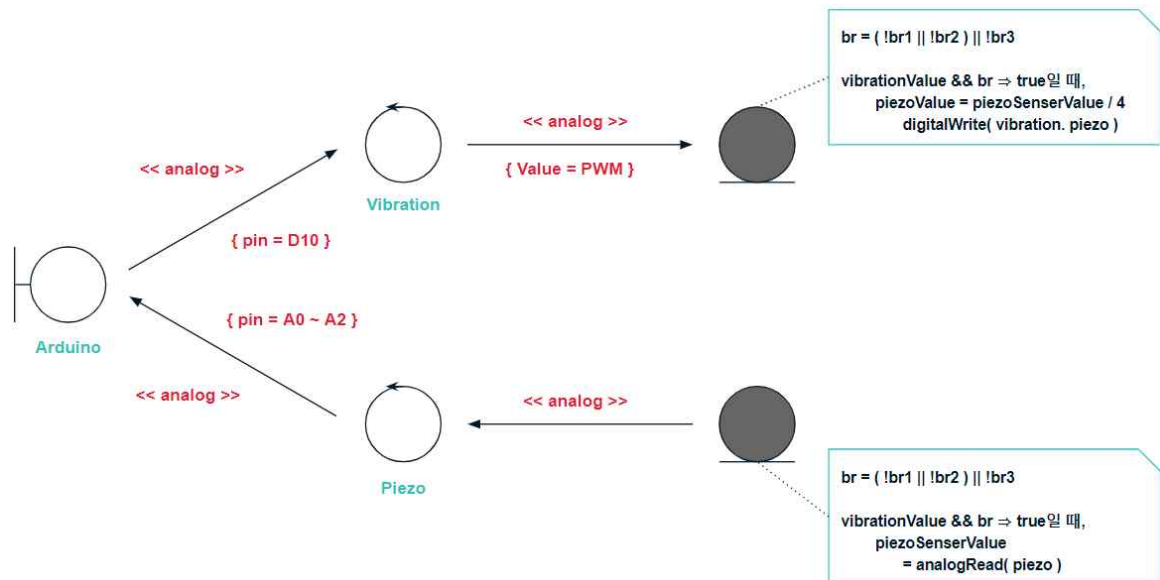 br = ( !br1 || !br2 ) || !br3
vibrationValue && br ⇒ true일 때,
piezoValue = piezoSenserValue / 4
digitalWrite( vibration. piezo )
<< analog >>
{ Value = PWM }
Vibration
<< analog >>
{ pin = D10 }
Arduino
{ pin = A0 ~ A2 }
<< analog >>
Piezo
<< analog >>
br = ( !br1 || !br2 ) || !br3
vibrationValue && br ⇒ true일 때,
piezoSenserValue
= analogRead( piezo )